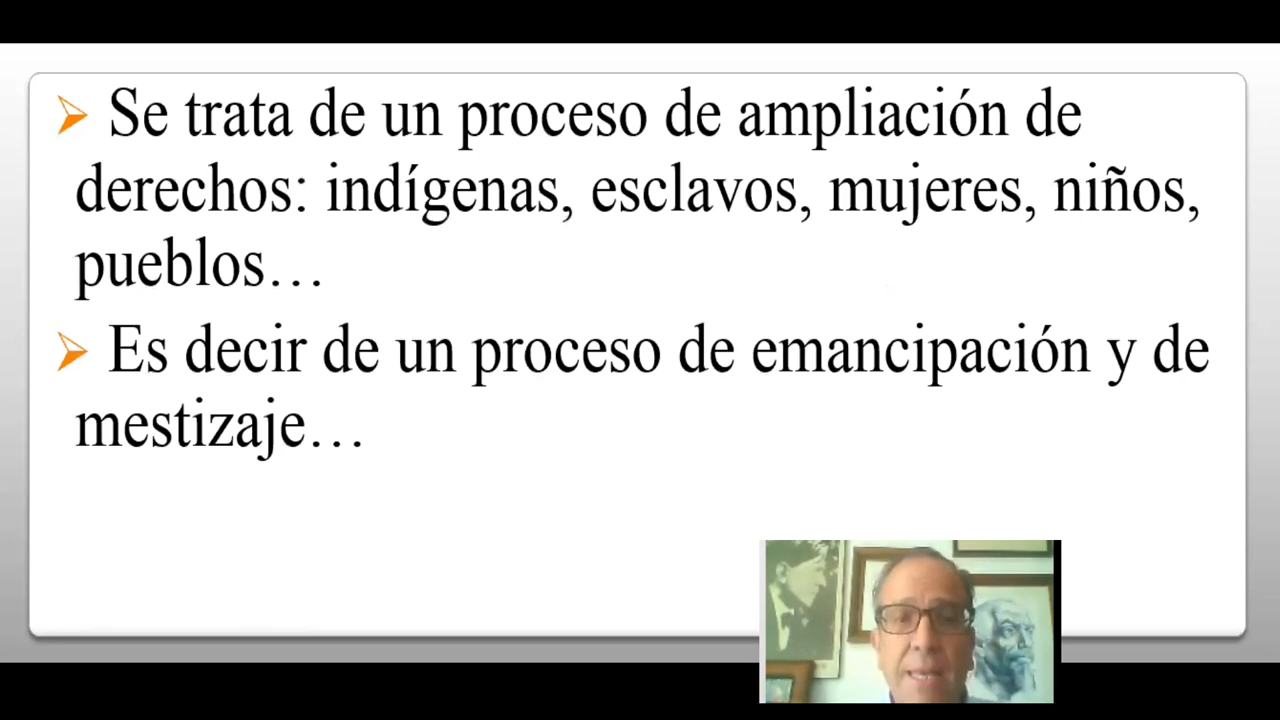 Se trata de un proceso de ampliación de
derechos: indígenas, esclavos, mujeres, niños,
pueblos…
Es decir de un proceso de emancipación y de
mestizaje…